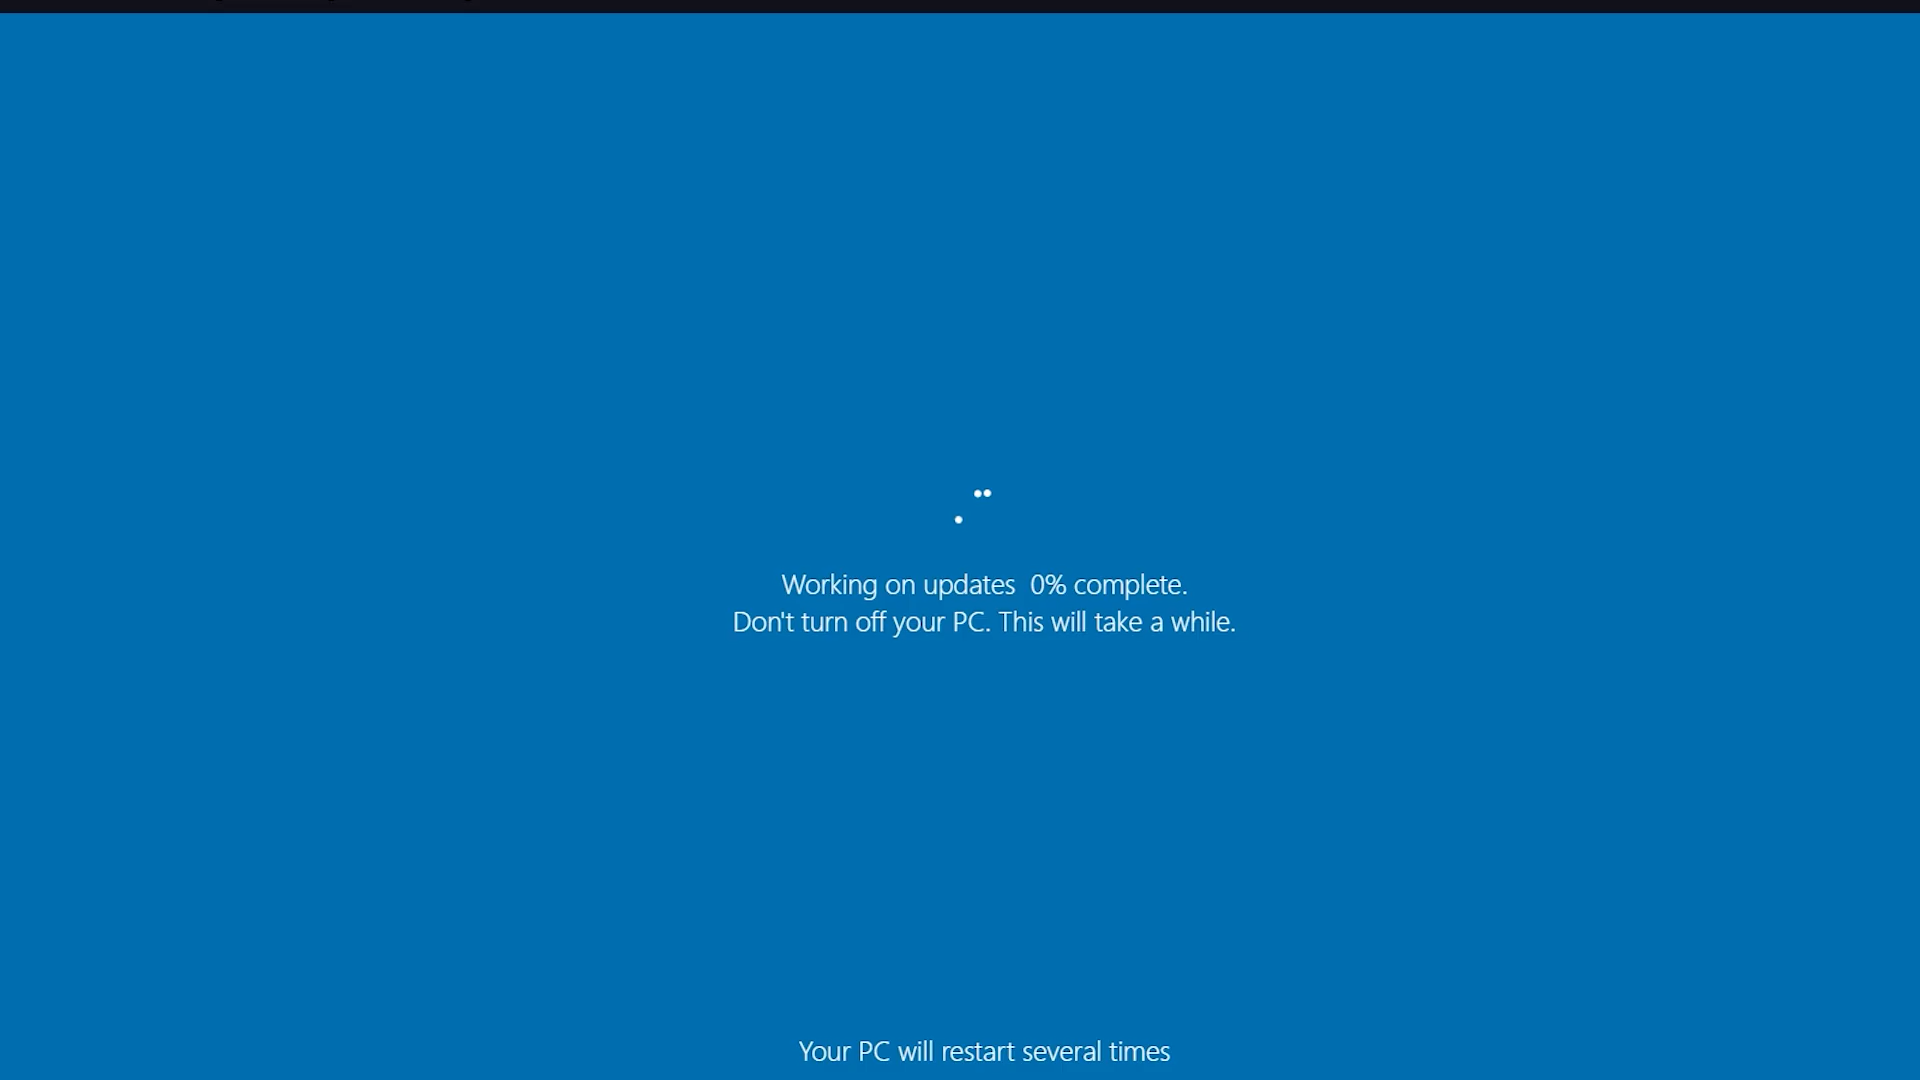 Working on updates  0% complete.
Don't turn off your PC. This will take a while.
Your PC will restart several times